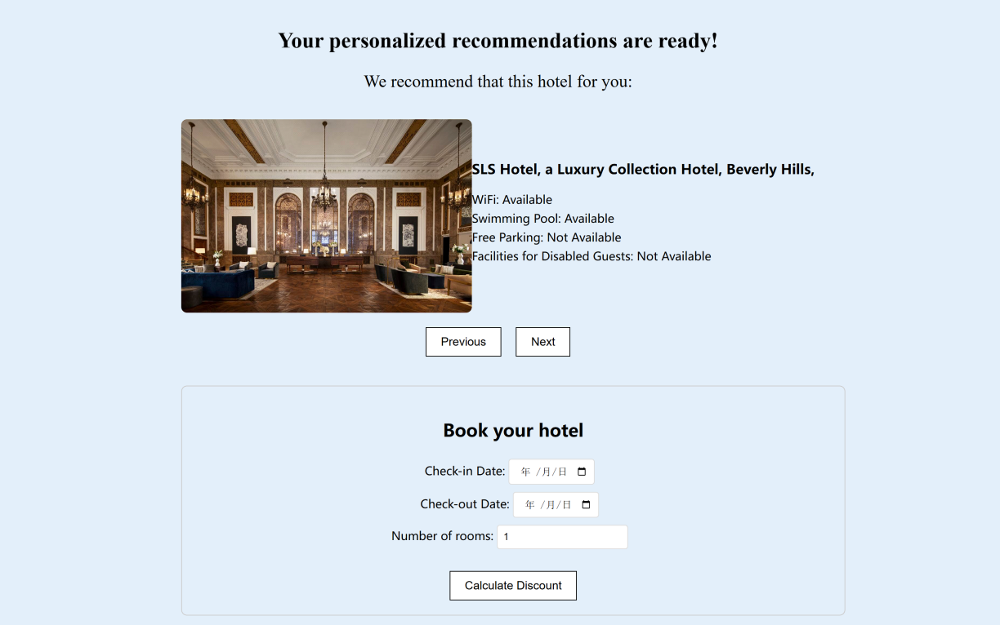 Your personalized recommendations are ready!
We recommend that this hotel for you:
SLS Hotel, a Luxury Collection Hotel, Beverly Hills,
WiFi: Available
Swimming Pool: Available
Free Parking: Not Available
Facilities for Disabled Guests: Not Available
Previous Next
Book your hotel
Check-in Date: 年 /月/日
Check-out Date: 年 /月/日
Number of rooms: 1
Calculate Discount